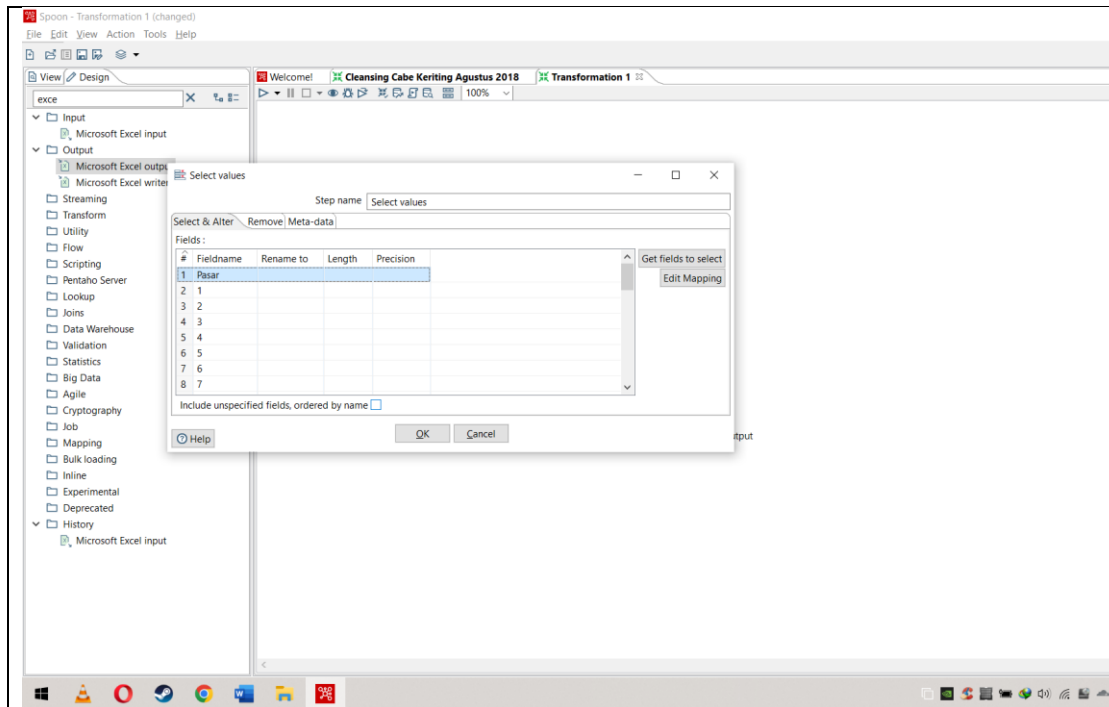 Spoon - Transformation 1 (changed)
File Edit View Action Tools Help
View Design
Welcome! Cleansing Cabe Keriting Agustus 2018 Transformation 1
exce
100%
Input
Microsoft Excel input
Output
Microsoft Excel outpu
Microsoft Excel writer
Streaming
Transform
Utility
Flow
Scripting
Pentaho Server
Lookup
Joins
Data Warehouse
Validation
Statistics
Big Data
Agile
Cryptography
Job
Mapping
Bulk loading
Inline
Experimental
Deprecated
History
Microsoft Excel input
Select values
Step name Select values
Select & Alter Remove Meta-data
Fields :
# Fieldname Rename to Length Precision
1 Pasar
2 1
3 2
4 3
5 4
6 5
7 6
8 7
Get fields to select
Edit Mapping
Include unspecified fields, ordered by name
Help
OK Cancel
tput